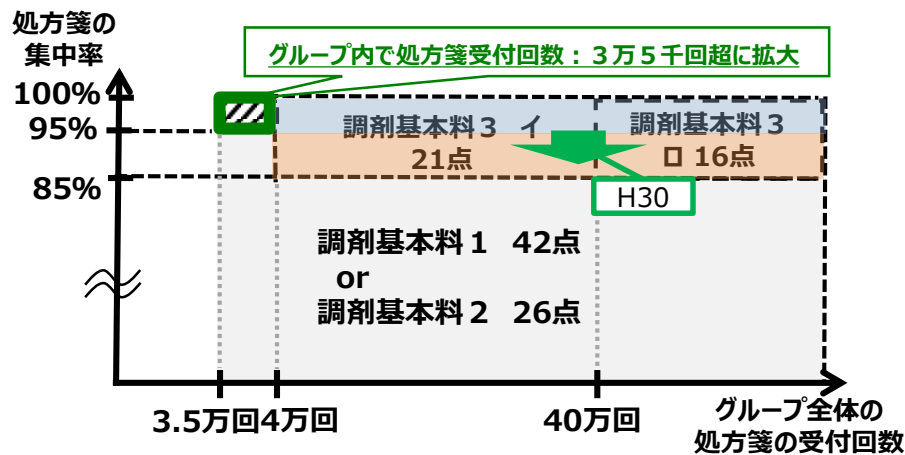 処方箋の
集中率
グループ内で処方箋受付回数：３万５千回超に拡大
100%
95%
85%
調剤基本料３ イ
21点
調剤基本料３
ロ 16点
H30
調剤基本料１ 42点
or
調剤基本料２ 26点
3.5万回
4万回
40万回
グループ全体の
処方箋の受付回数